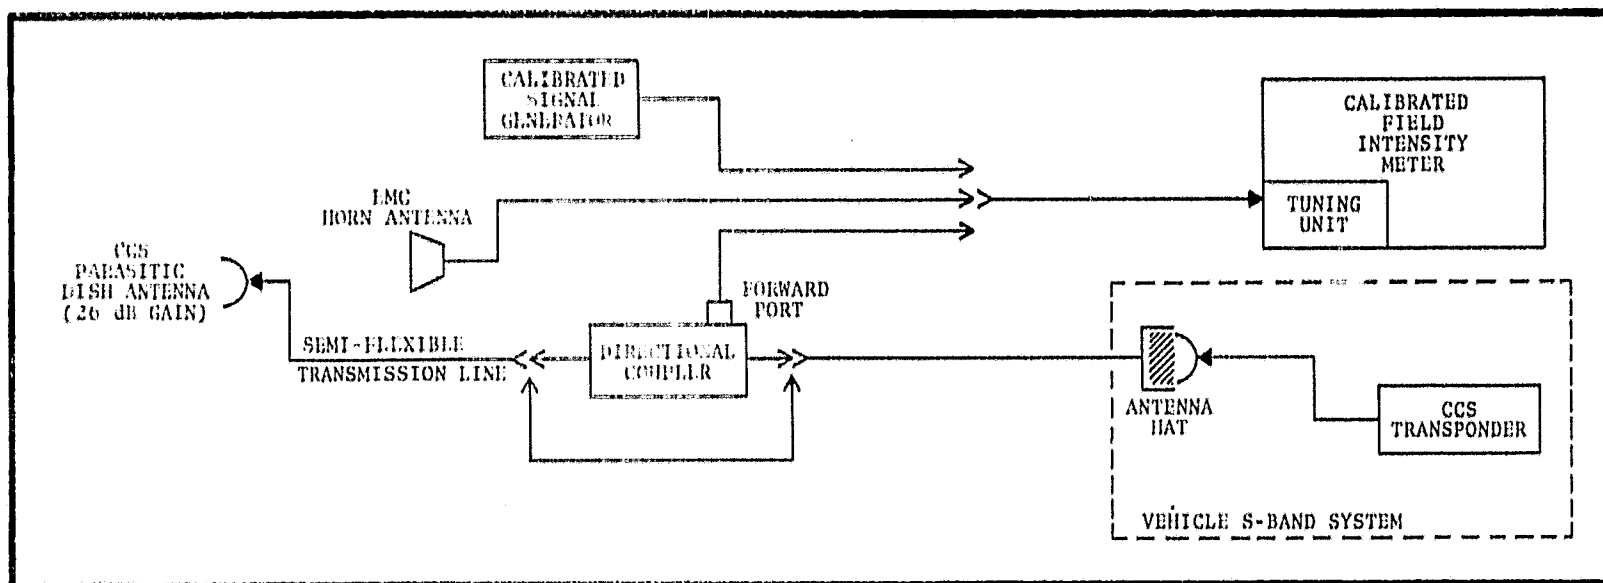 CALIBRATED
SIGNAL
GENERATOR
CALIBRATED
FIELD
INTENSITY
METER
TUNING
UNIT
EMC
HORN ANTENNA
CCS
PARASITIC
DISH ANTENNA
(26 dB GAIN)
FORWARD
PORT
SEMI-FLEXIBLE
TRANSMISSION LINE
DIRECTIONAL
COUPLER
ANTENNA
HAT
CCS
TRANSPONDER
VEHICLE S-BAND SYSTEM